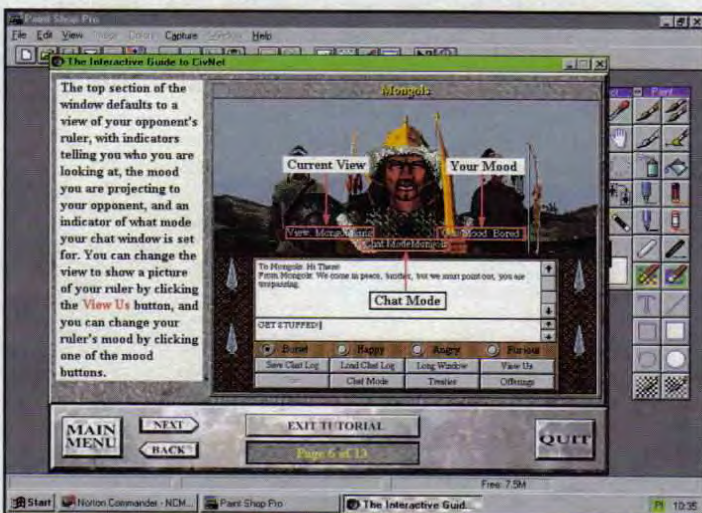 Paint Shop Pro
File Edit View Image Colors Capture Window Help
The Interactive Guide to CivNet
The top section of the
window defaults to a
view of your opponent's
ruler, with indicators
telling you who you are
looking at, the mood
you are projecting to
your opponent, and an
indicator of what mode
your chat window is set
for. You can change the
view to show a picture
of your ruler by clicking
the View Us button, and
you can change your
ruler's mood by clicking
one of the mood
buttons.
Mongols
Current View
Your Mood
Mood Bored
Chat Mode
To Mongols: Hi There
From Mongols: We come in peace, but we must point out, you are
trespassing.
Chat Mode
GET STUFFED!
Bored Happy Angry Furious
Save Chat Log Load Chat Log Long Window View Us
Chat Mode Treaties Offerings
MAIN
MENU
NEXT
BACK
EXIT TUTORIAL
Page 6 of 13
QUIT
Paint
Free: 7.5M
Start Norton Commander - NCM... Paint Shop Pro The Interactive Guid... Pl 10:35